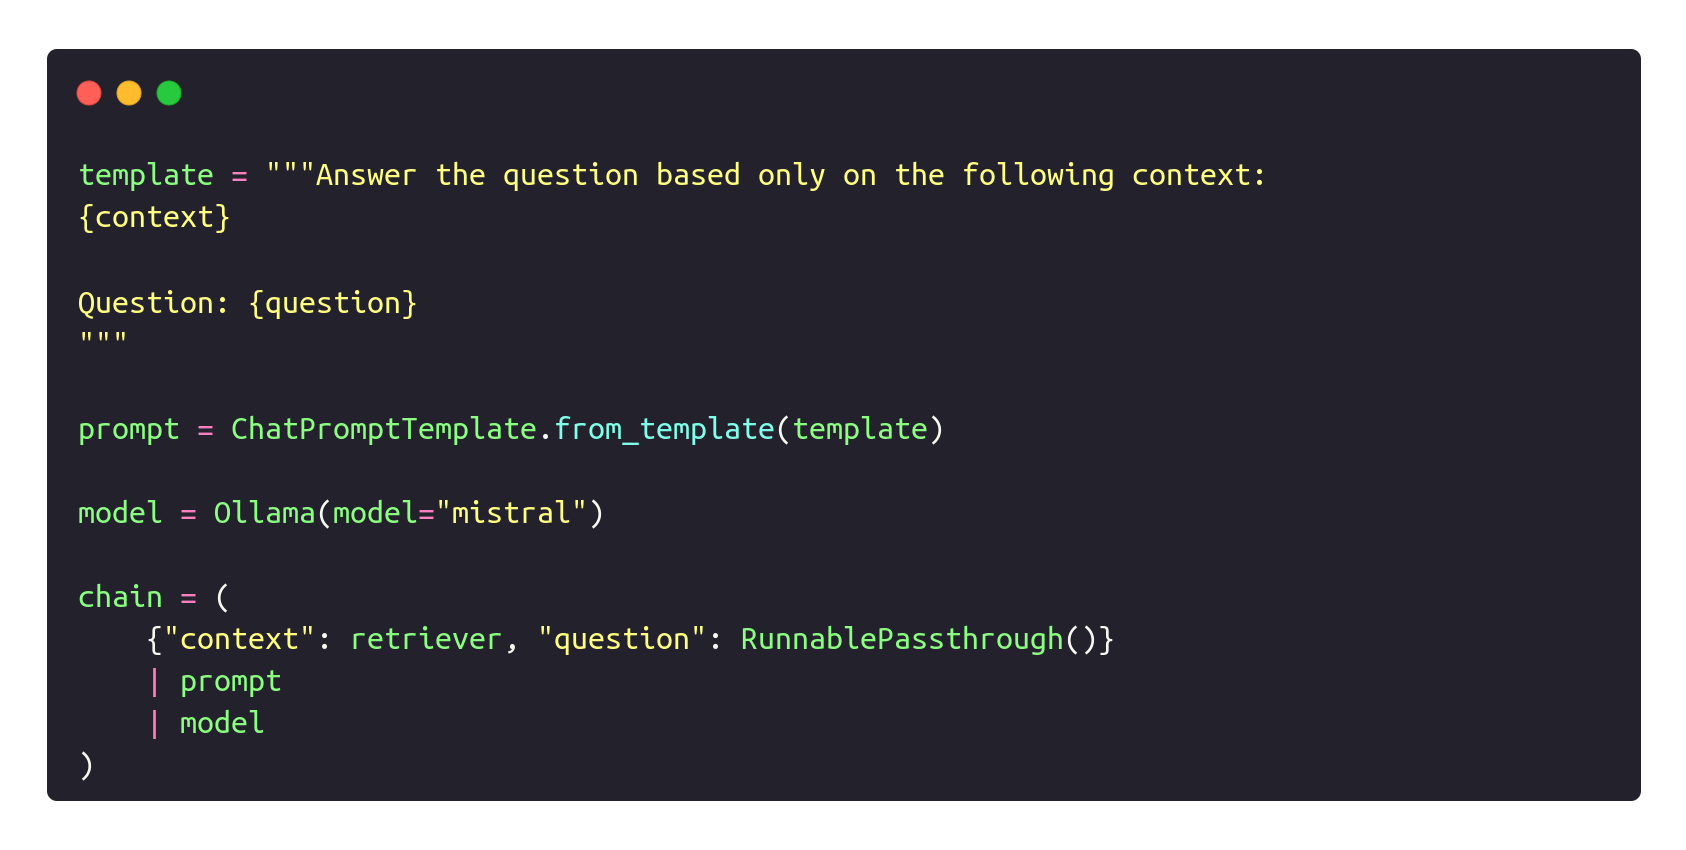 template = """Answer the question based only on the following context:
{context}

Question: {question}
"""

prompt = ChatPromptTemplate.from_template(template)

model = Ollama(model="mistral")

chain = (
    {"context": retriever, "question": RunnablePassthrough()}
    | prompt
    | model
)